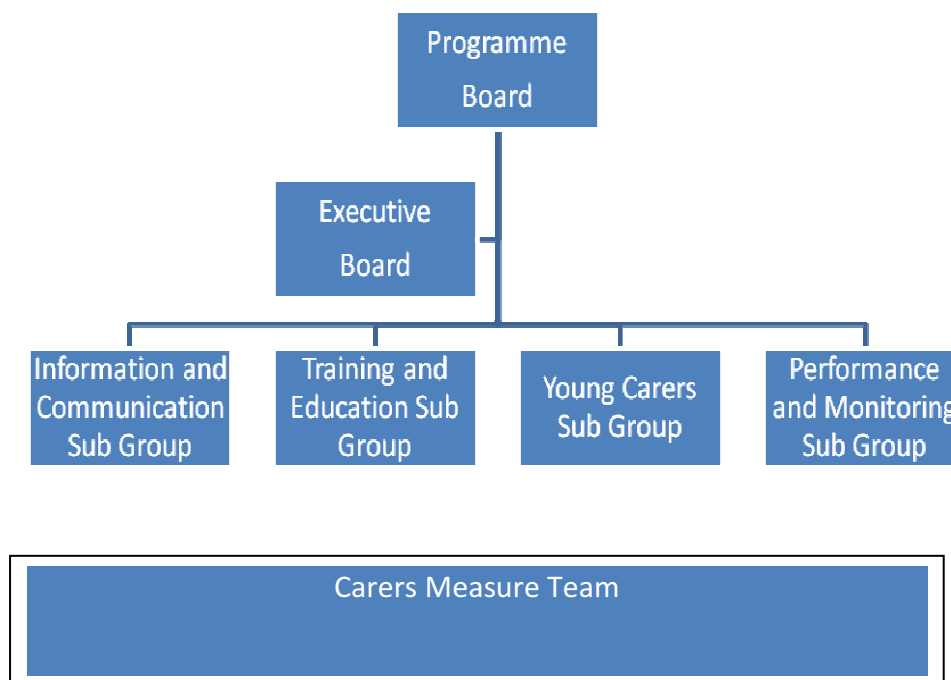 Programme
Board
Executive
Board
Information and
Communication
Sub Group
Training and
Education Sub
Group
Young Carers
Sub Group
Performance
and Monitoring
Sub Group
Carers Measure Team